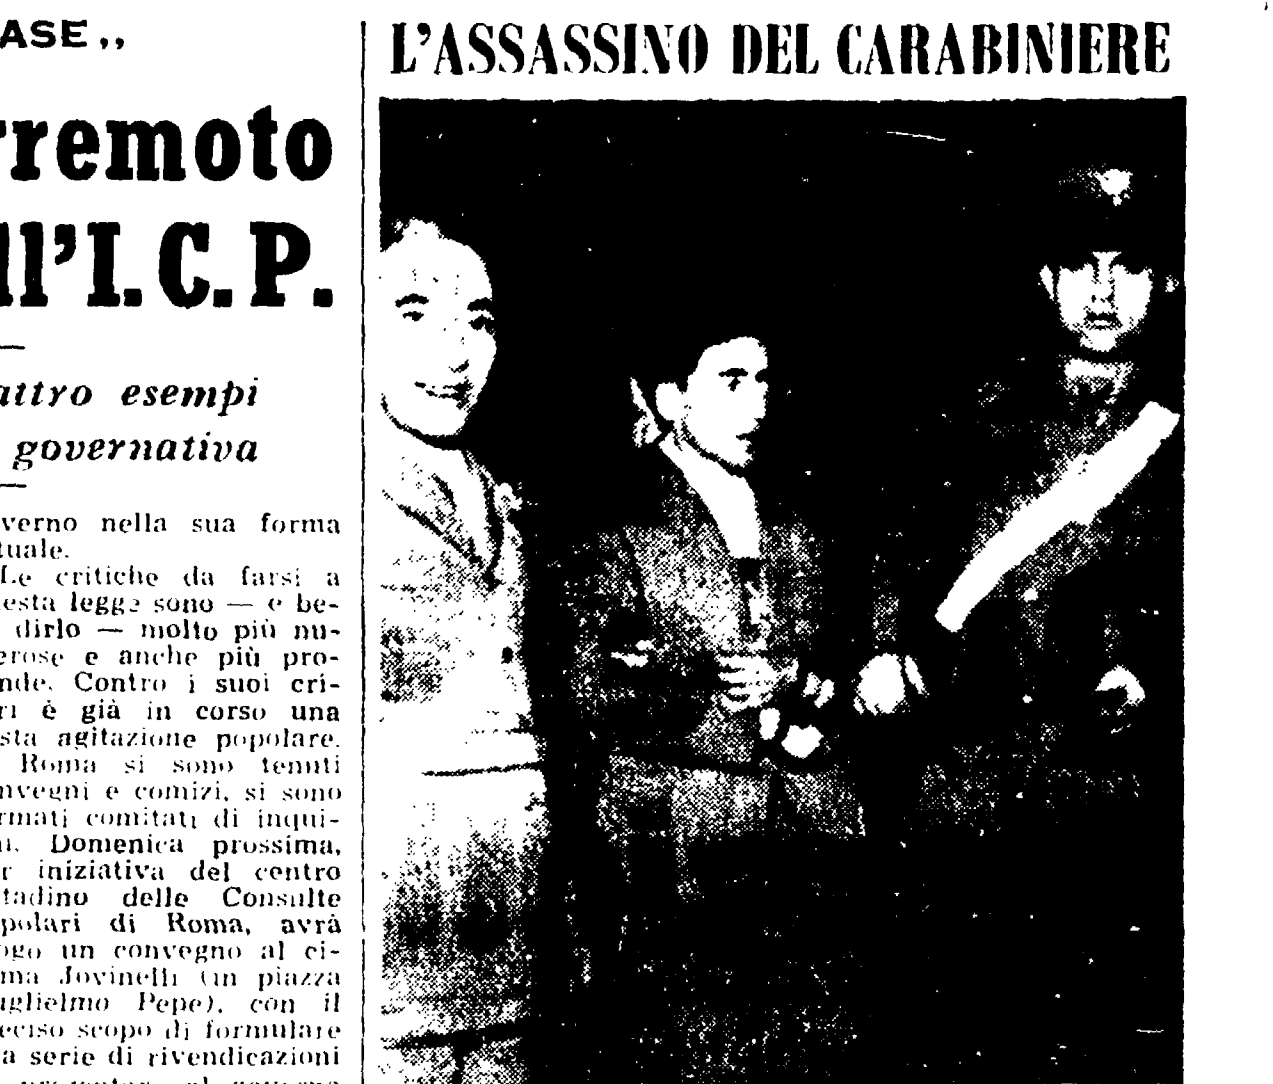 ASE,,
rremoto
ll'I.C.P.
attro esempi
governativa
verno nella sua forma
tuale.
Le critiche da farsi a
esta legge sono — e be-
dirlo — molto più nu-
erose e anche più pro-
nde. Contro i suoi cri-
ri è già in corso una
sta agitazione popolare.
Roma si sono tenuti
nvegni e comizi, si sono
rmati comitati di inqui-
ni. Domenica prossima,
r iniziativa del centro
ttadino delle Consulte
polari di Roma, avrà
ogo un convegno al ci-
ma Jovinelli (in piazza
uglielmo Pepe), con il
eciso scopo di formulare
a serie di rivendicazioni
L'ASSASSINO DEL CARABINIERE